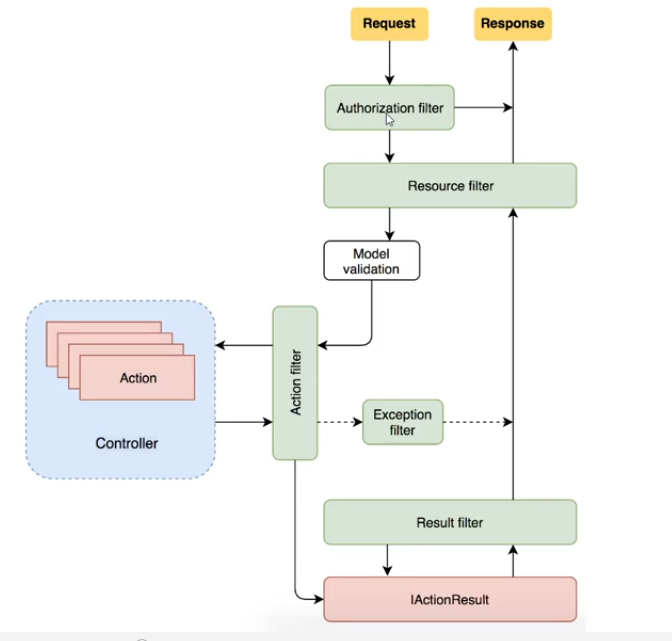 Request
Response
Authorization filter
Resource filter
Model
validation
Action filter
Action
Controller
Exception
filter
Result filter
IActionResult